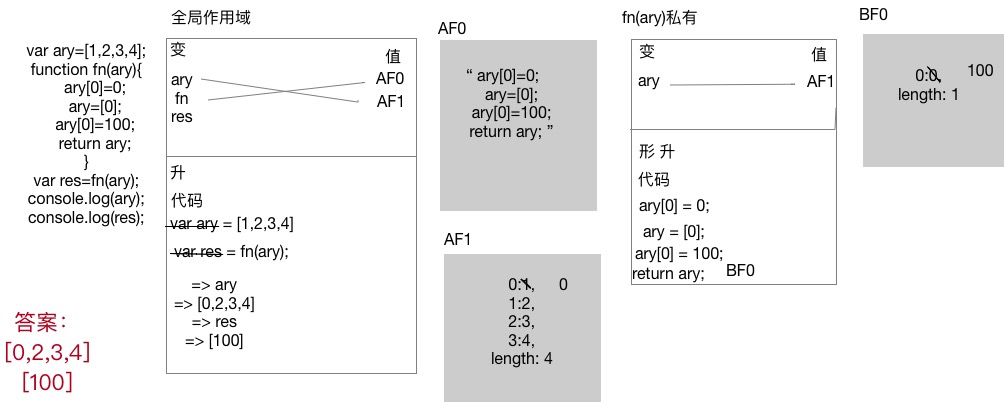 var ary=[1,2,3,4];
function fn(ary){
ary[0]=0;
ary=[0];
ary[0]=100;
return ary;
}
var res=fn(ary);
console.log(ary);
console.log(res);
答案：
[0,2,3,4]
[100]
全局作用域
变 值
ary AF0
fn AF1
res
升
代码
var ary = [1,2,3,4]
var res = fn(ary);
=> ary
=> [0,2,3,4]
=> res
=> [100]
AF0
“ ary[0]=0;
ary=[0];
ary[0]=100;
return ary; ”
AF1
0:1, 0
1:2,
2:3,
3:4,
length: 4
fn(ary)私有
变 值
ary AF1
形 升
代码
ary[0] = 0;
ary = [0];
ary[0] = 100;
return ary; BF0
BF0
0:0, 100
length: 1